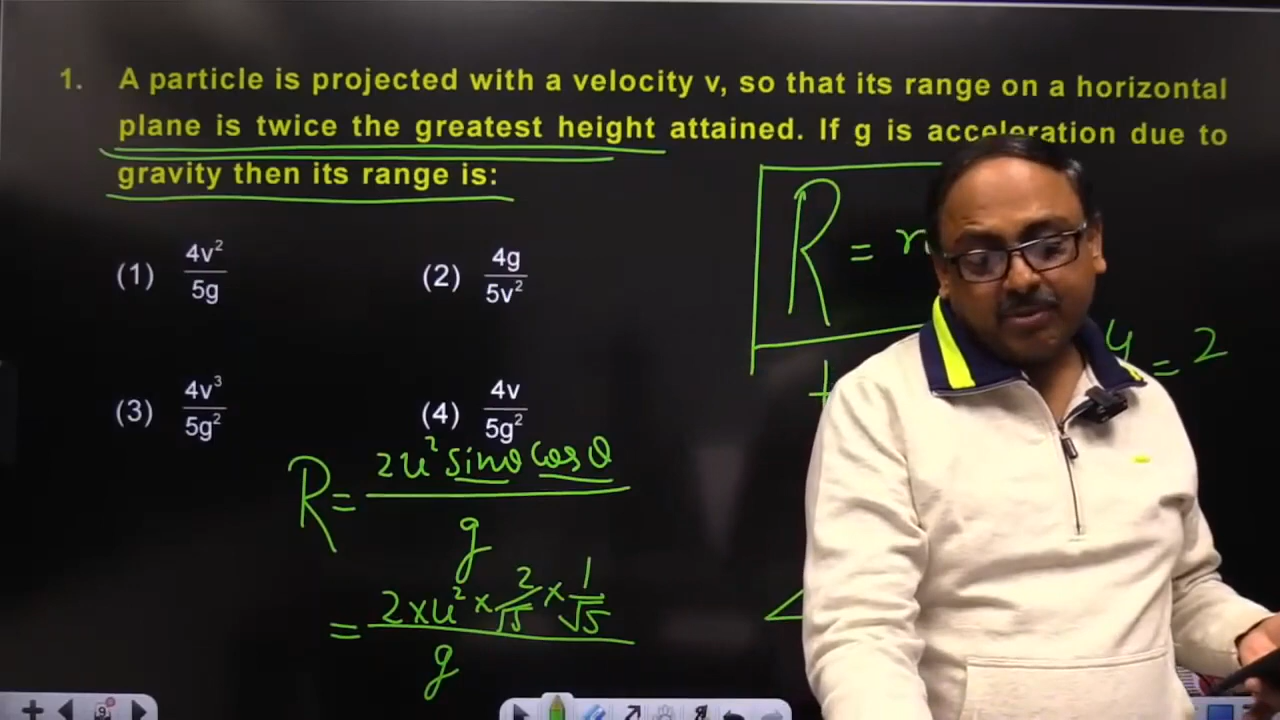 1. A particle is projected with a velocity v, so that its range on a horizontal
plane is twice the greatest height attained. If g is acceleration due to
gravity then its range is:
(1) 4v²/5g (2) 4g/5v²
(3) 4v³/5g² (4) 4v/5g²
R = n
4 = 2
R = 2u² sinθ cosθ / g
= 2×u² × 2/√5 × 1/√5 / g